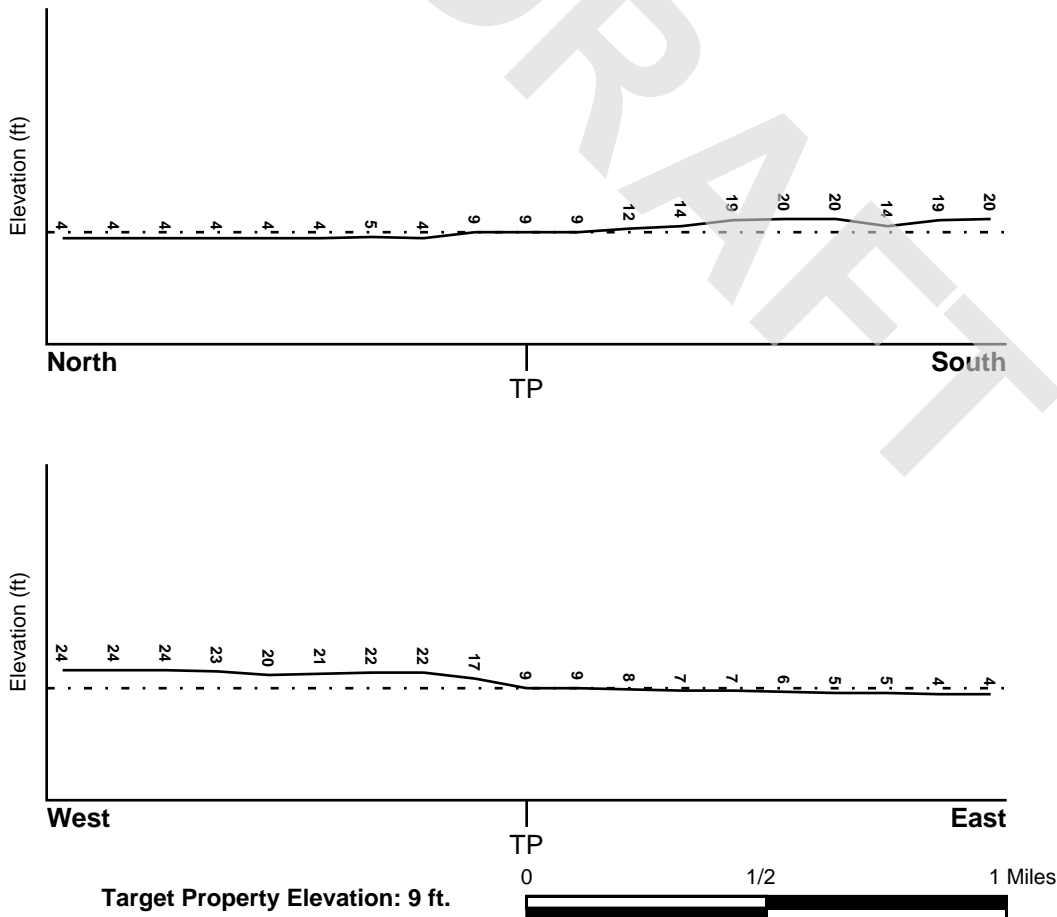 Elevation (ft)
4 4 4 4 4 4 5 4 9 9 9 12 14 19 20 20 14 19 20
North South
TP
Elevation (ft)
24 24 24 23 20 21 22 22 17 9 9 8 7 7 6 5 5 4 4
West East
TP
Target Property Elevation: 9 ft.
0 1/2 1 Miles